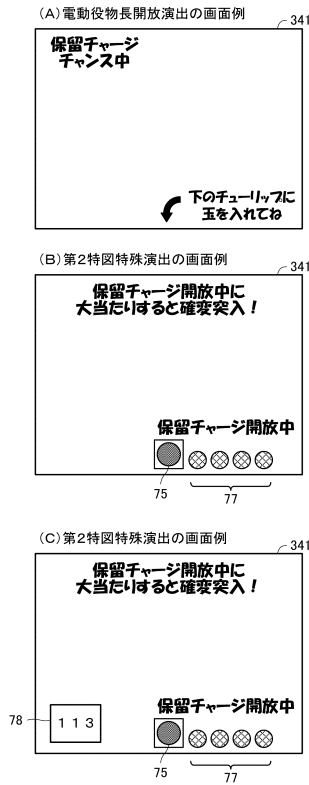 (A)電動役物長開放演出の画面例
341
保留チャージ
チャンス中
下のチューリップに
玉を入れてね
(B)第2特図特殊演出の画面例
341
保留チャージ開放中に
大当たりすると確変突入!
保留チャージ開放中
75
77
(C)第2特図特殊演出の画面例
341
保留チャージ開放中に
大当たりすると確変突入!
保留チャージ開放中
78
113
75
77